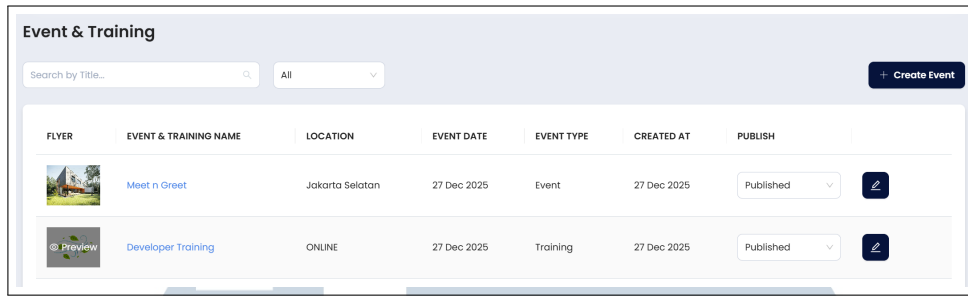 Event & Training
Search by Title... All + Create Event
FLYER EVENT & TRAINING NAME LOCATION EVENT DATE EVENT TYPE CREATED AT PUBLISH
Meet n Greet Jakarta Selatan 27 Dec 2025 Event 27 Dec 2025 Published
Preview Developer Training ONLINE 27 Dec 2025 Training 27 Dec 2025 Published